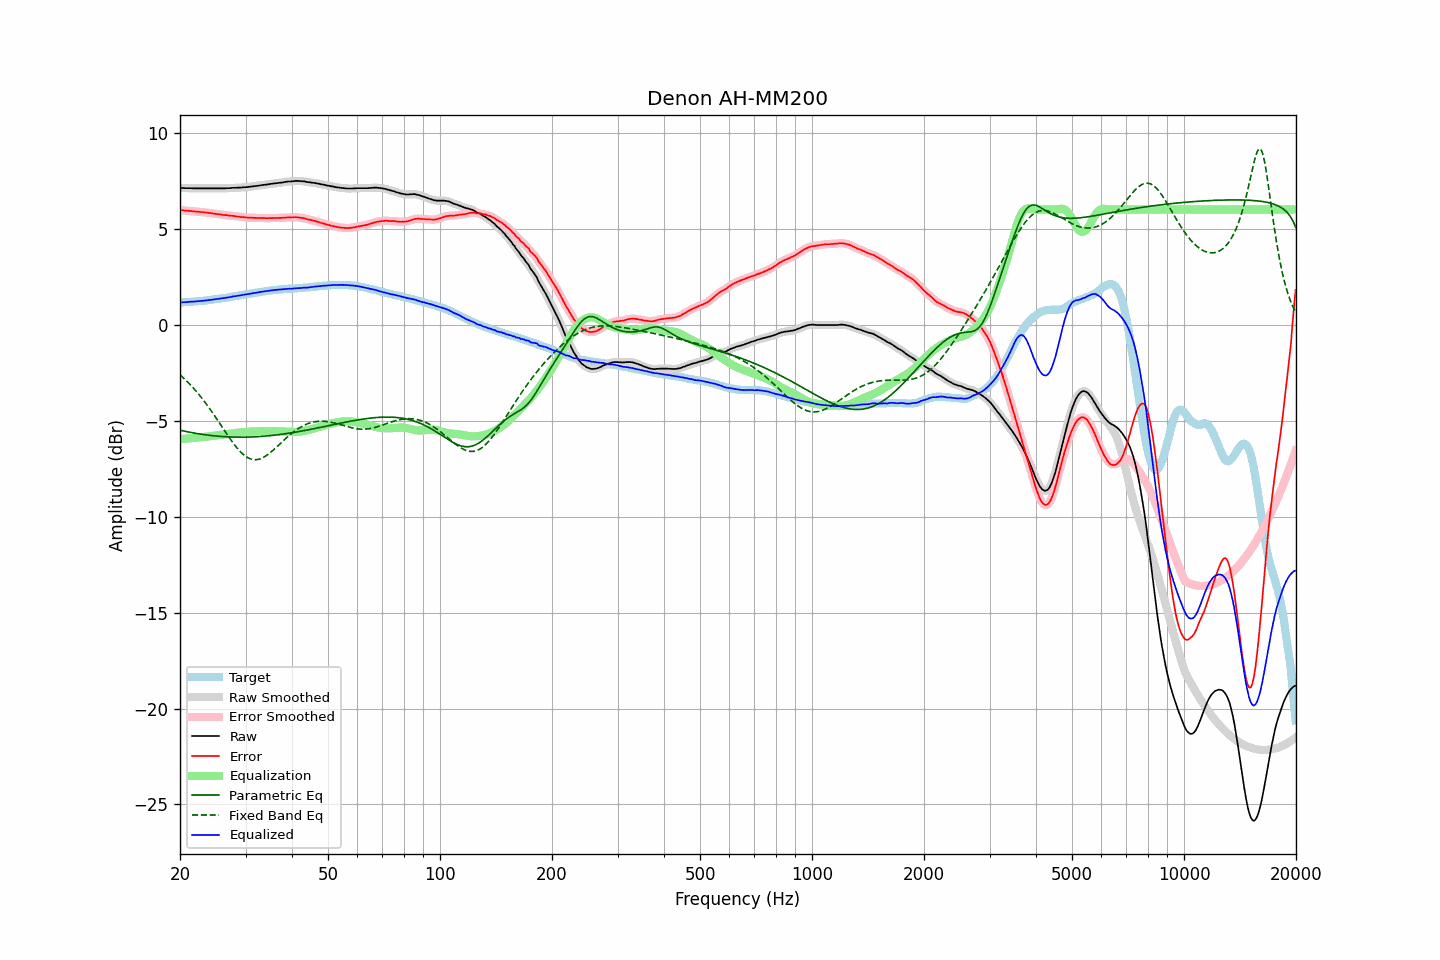 Denon AH-MM200
10
5
0
−5
−10
−15
−20
−25
Amplitude (dBr)
Target
Raw Smoothed
Error Smoothed
Raw
Error
Equalization
Parametric Eq
Fixed Band Eq
Equalized
20 50 100 200 500 1000 2000 5000 10000 20000
Frequency (Hz)